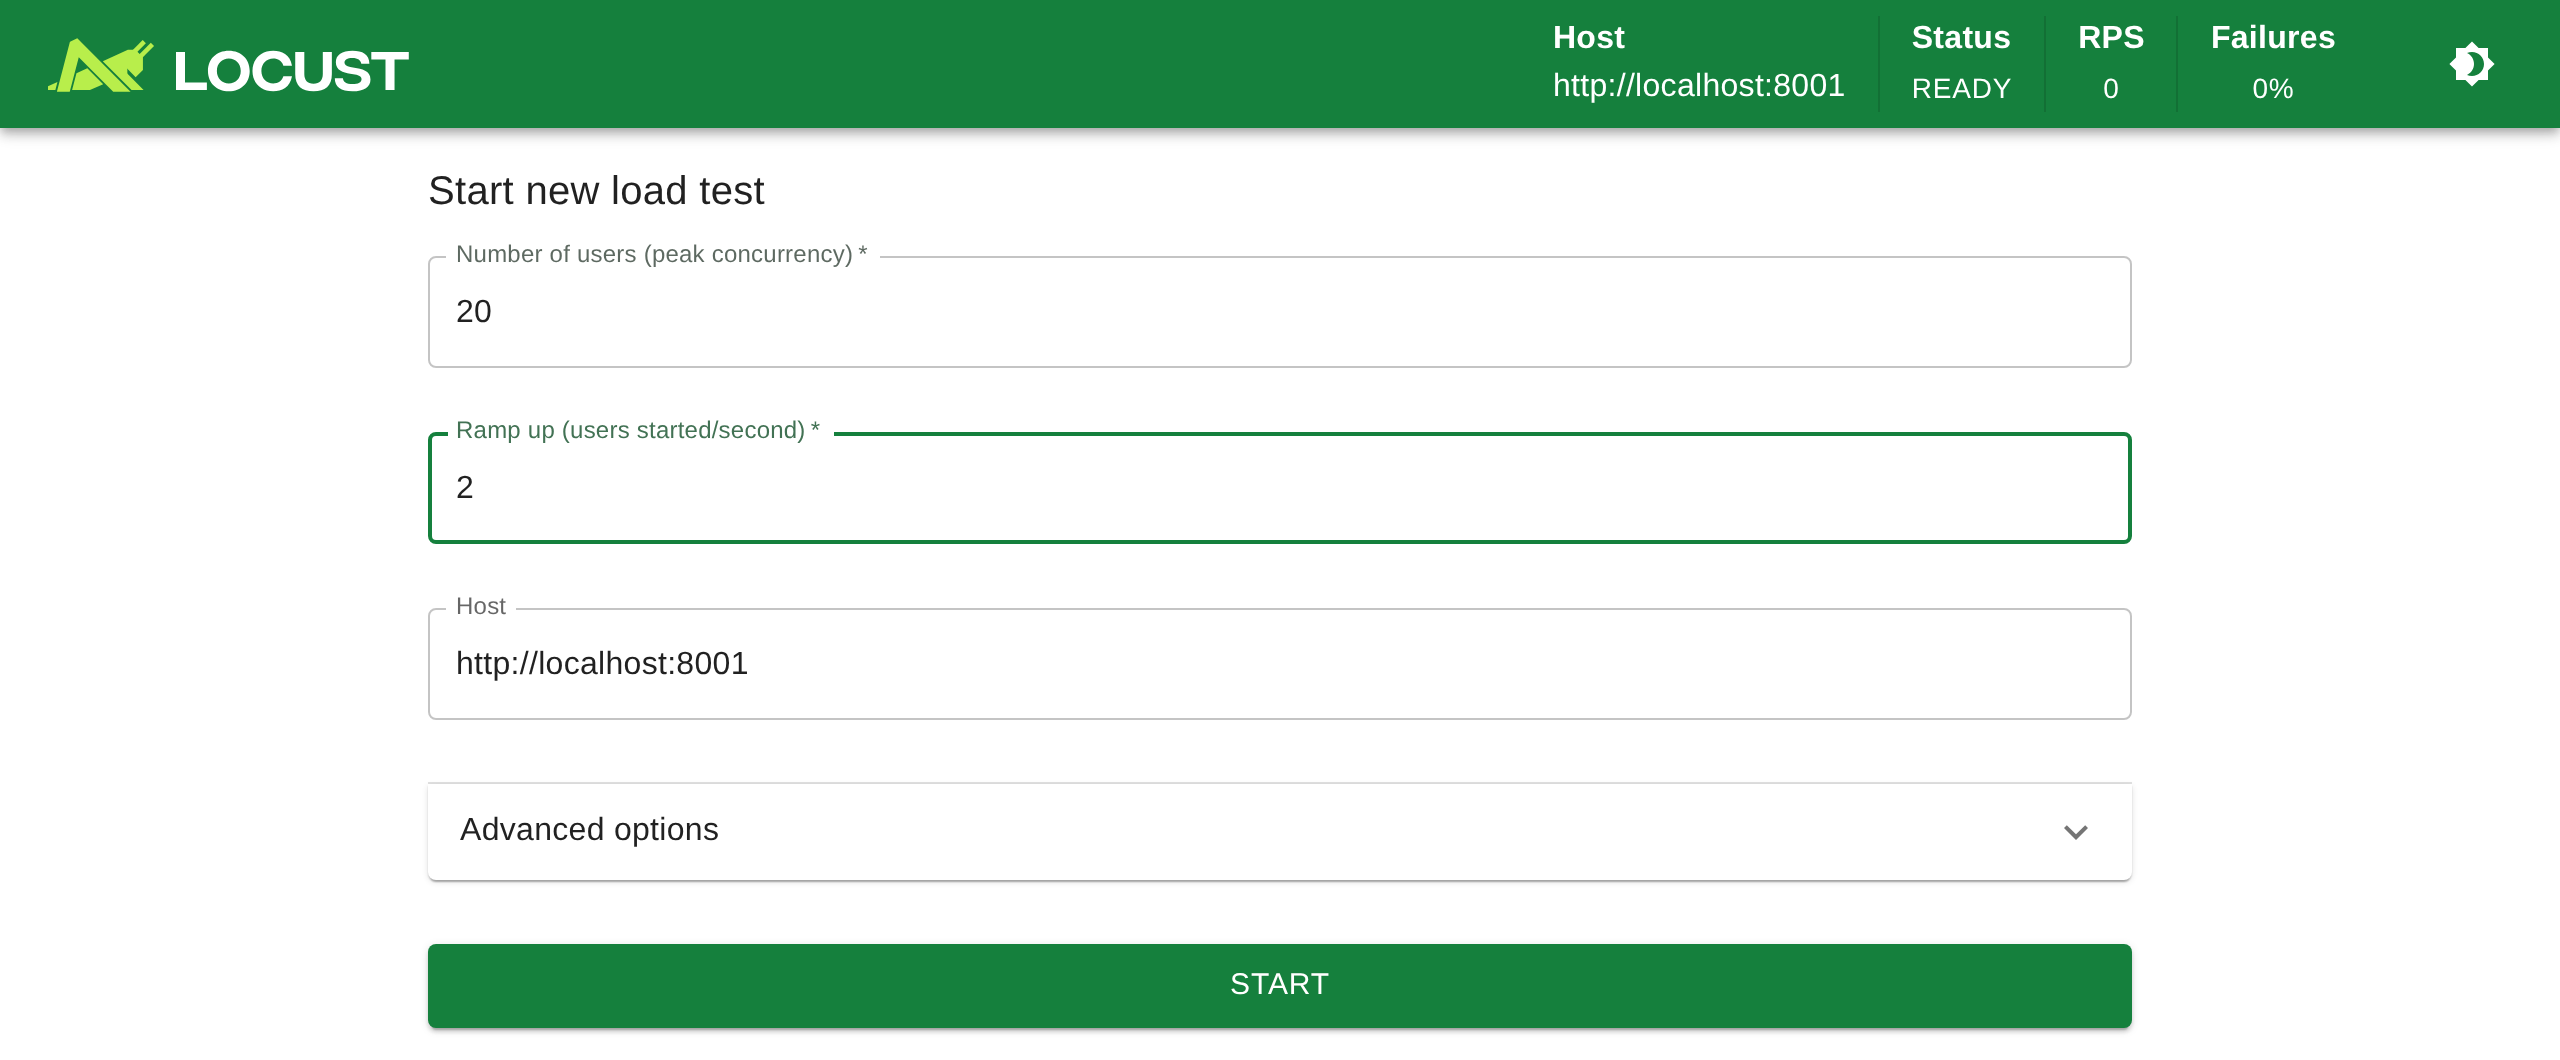 LOCUST
Host
http://localhost:8001
Status
READY
RPS
0
Failures
0%
Start new load test
Number of users (peak concurrency) *
20
Ramp up (users started/second) *
2
Host
http://localhost:8001
Advanced options
START